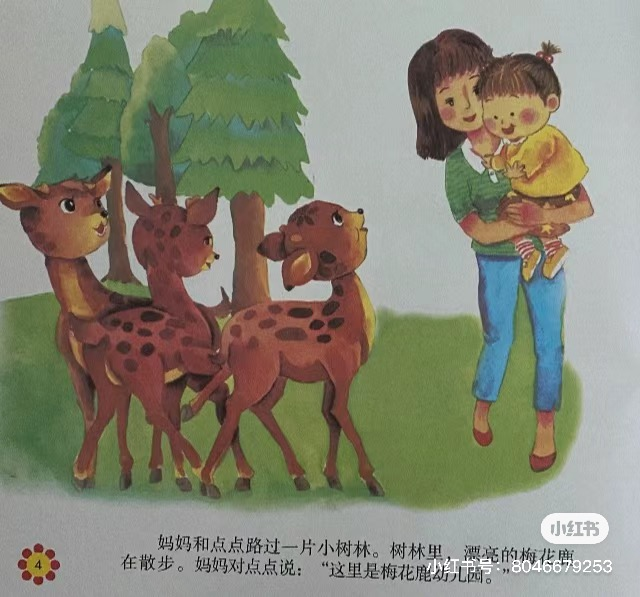 妈妈和点点路过一片小树林。树林里，漂亮的梅花鹿
在散步。妈妈对点点说：“这里是梅花鹿幼儿园。”
4
小红书
小红书号：8046679253